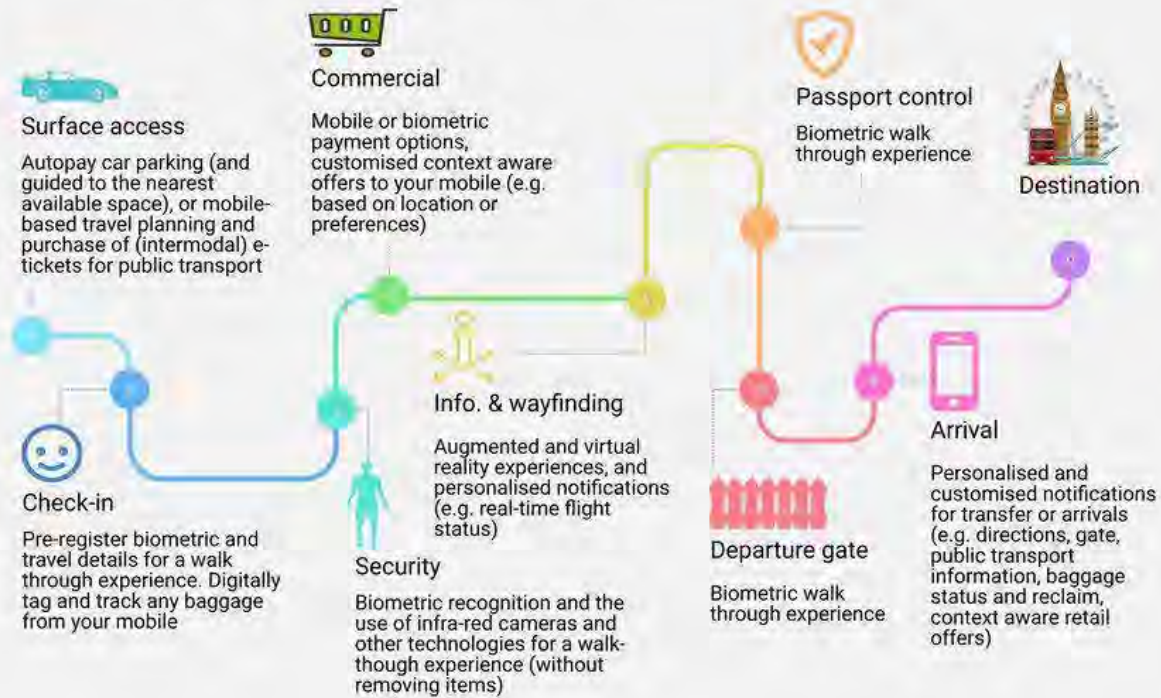 Surface access
Autopay car parking (and
guided to the nearest
available space), or mobile-
based travel planning and
purchase of (intermodal) e-
tickets for public transport
Check-in
Pre-register biometric and
travel details for a walk
through experience. Digitally
tag and track any baggage
from your mobile
Security
Biometric recognition and the
use of infra-red cameras and
other technologies for a walk-
though experience (without
removing items)
Commercial
Mobile or biometric
payment options,
customised context aware
offers to your mobile (e.g.
based on location or
preferences)
Info. & wayfinding
Augmented and virtual
reality experiences, and
personalised notifications
(e.g. real-time flight
status)
Passport control
Biometric walk
through experience
Departure gate
Biometric walk
through experience
Arrival
Personalised and
customised notifications
for transfer or arrivals
(e.g. directions, gate,
public transport
information, baggage
status and reclaim,
context aware retail
offers)
Destination